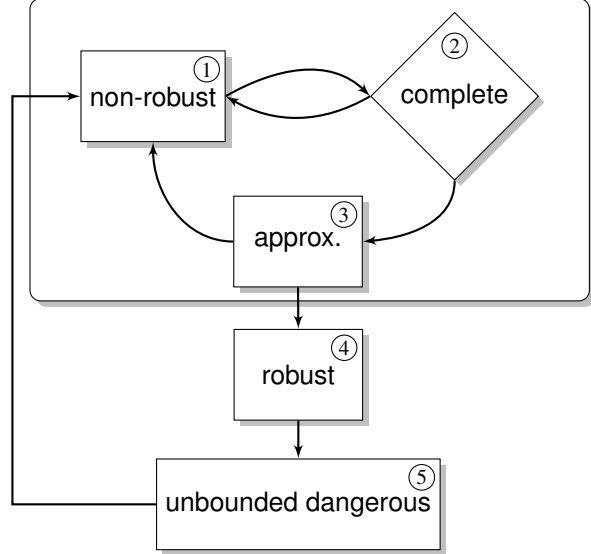 ①
non-robust
②
complete
③
approx.
④
robust
⑤
unbounded dangerous